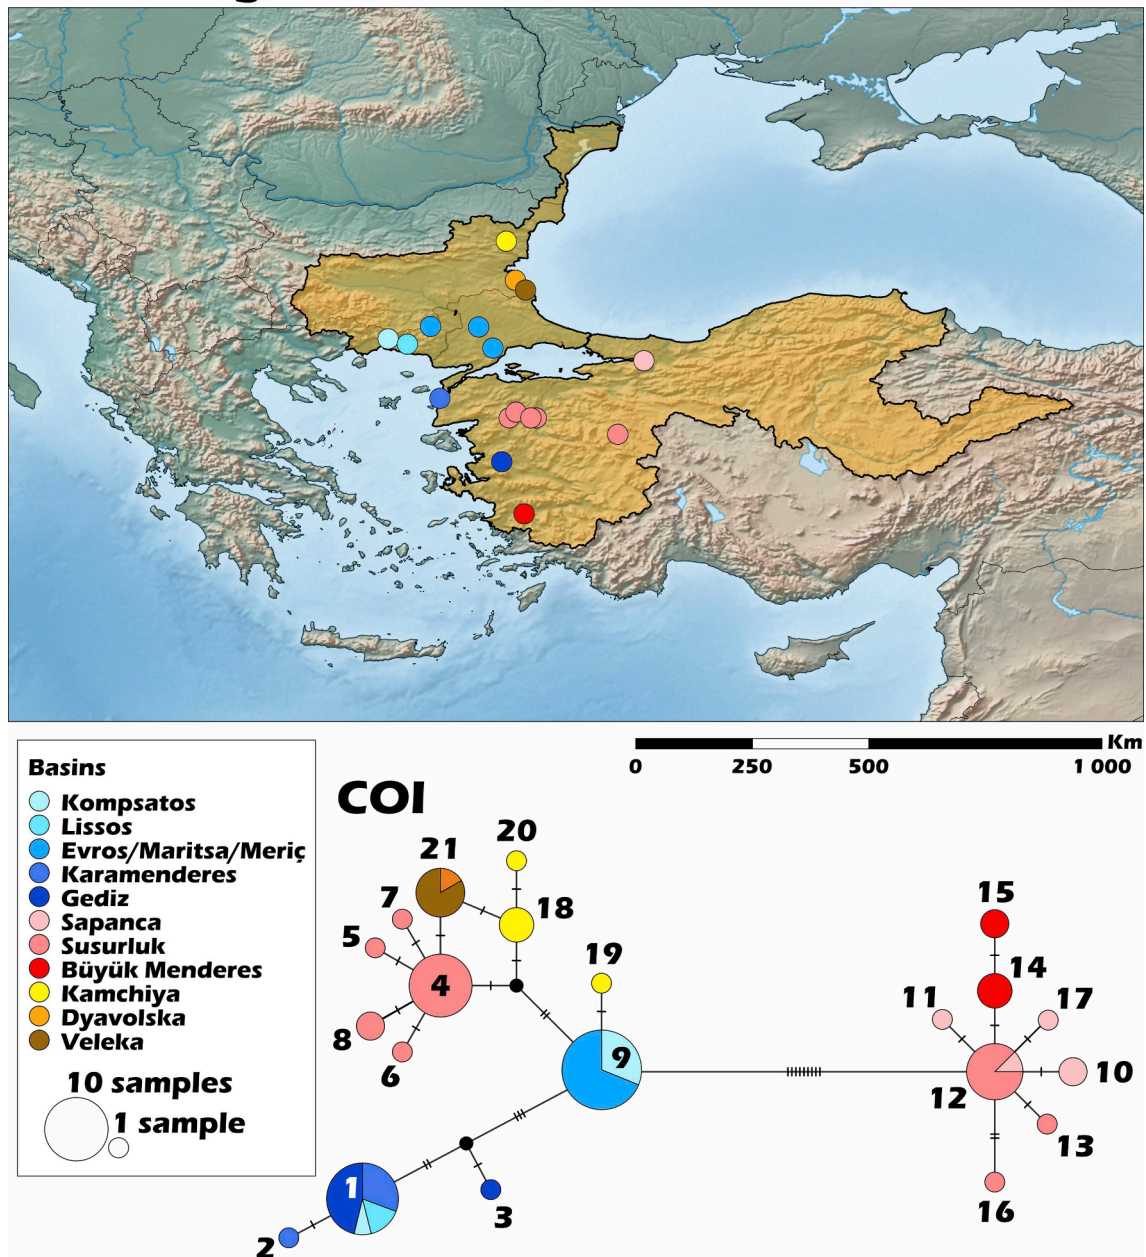 Km
0 250 500 1 000
Basins
Kompsatos
Lissos
Evros/Maritsa/Meriç
Karamenderes
Gediz
Sapanca
Susurluk
Büyük Menderes
Kamchiya
Dyavolska
Veleka
10 samples
1 sample
COI
20
21
18
7
5
4
19
8
6
9
15
14
11
17
12
10
13
16
1
3
2